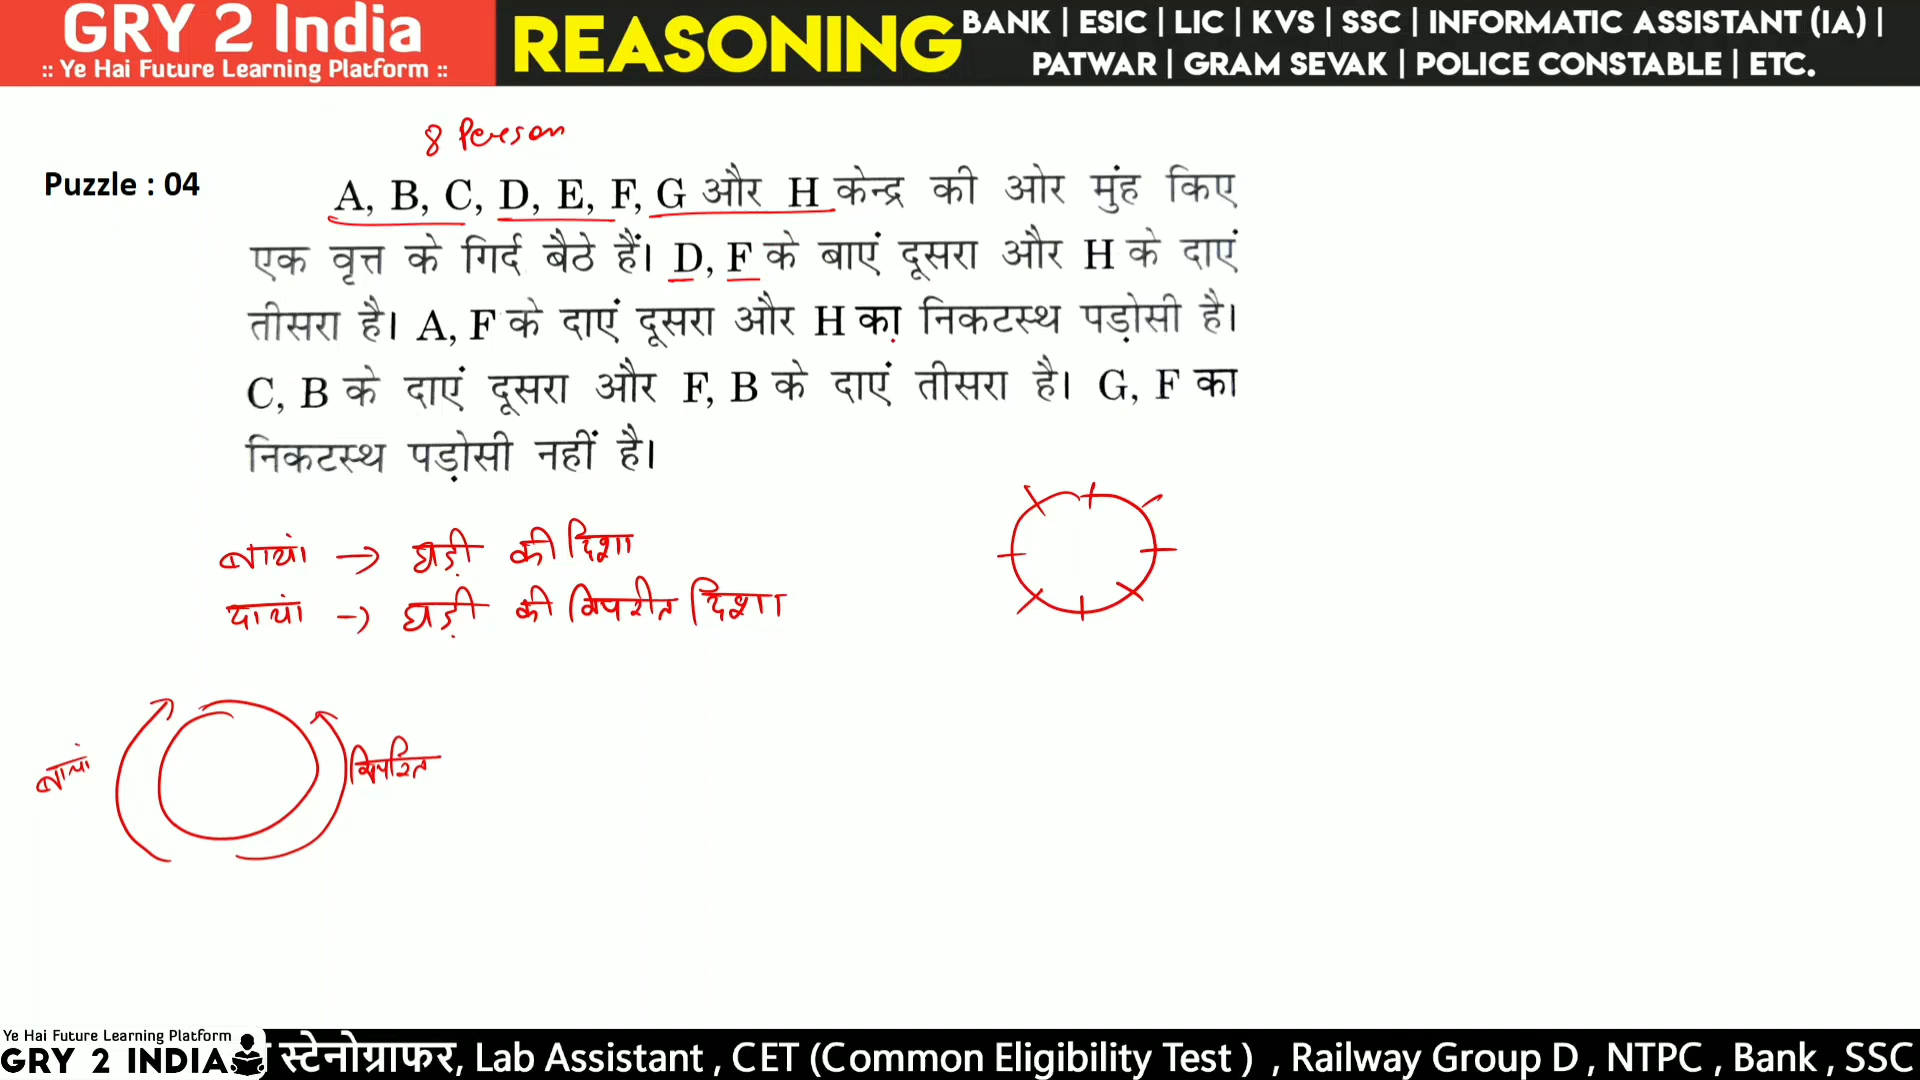 GRY 2 India
:: Ye Hai Future Learning Platform ::
REASONING
BANK | ESIC | LIC | KVS | SSC | INFORMATIC ASSISTANT (IA) |
PATWAR | GRAM SEVAK | POLICE CONSTABLE | ETC.
8 Person
Puzzle : 04
A, B, C, D, E, F, G और H केन्द्र की ओर मुंह किए
एक वृत्त के गिर्द बैठे हैं। D, F के बाएं दूसरा और H के दाएं
तीसरा है। A, F के दाएं दूसरा और H का निकटस्थ पड़ोसी है।
C, B के दाएं दूसरा और F, B के दाएं तीसरा है। G, F का
निकटस्थ पड़ोसी नहीं है।
बायां → घड़ी की दिशा
दायां → घड़ी की विपरीत दिशा
बायां
विपरित
Ye Hai Future Learning Platform
GRY 2 INDIA
स्टेनोग्राफर, Lab Assistant , CET (Common Eligibility Test ) , Railway Group D , NTPC , Bank , SSC